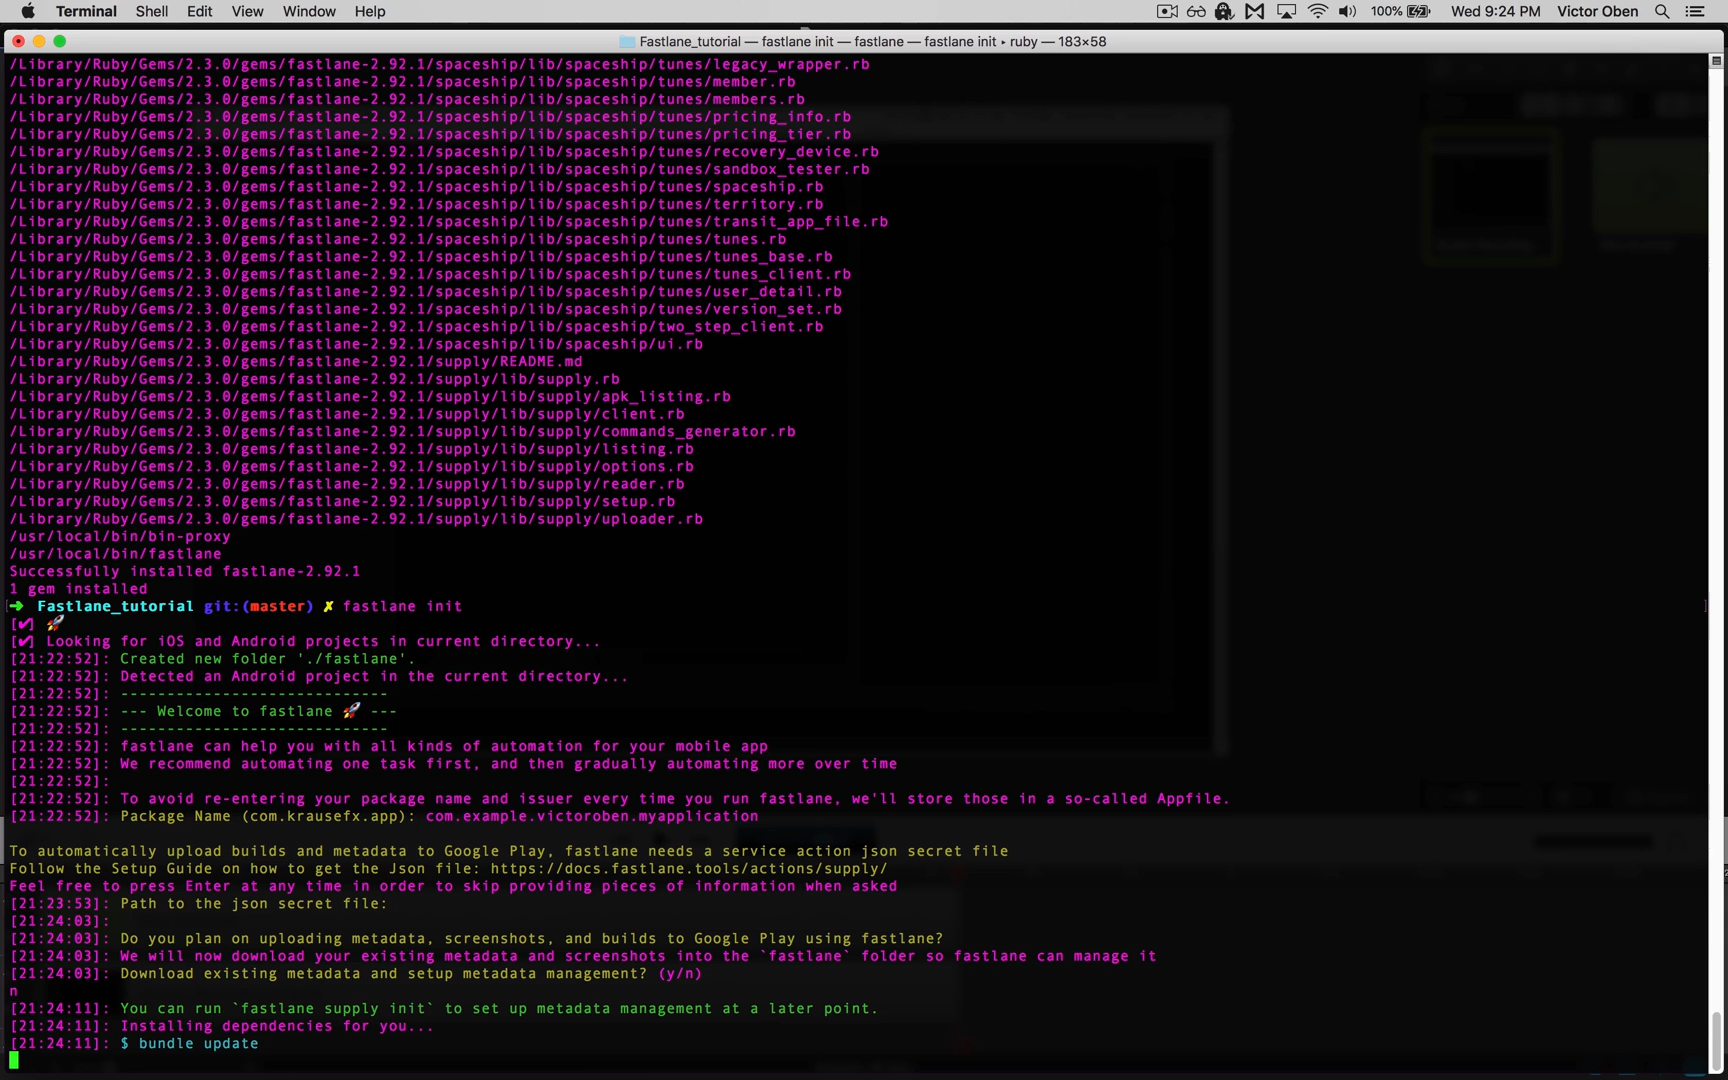 Terminal Shell Edit View Window Help 100% Wed 9:24 PM Victor Oben
Fastlane_tutorial — fastlane init — fastlane — fastlane init ▸ ruby — 183×58
/Library/Ruby/Gems/2.3.0/gems/fastlane-2.92.1/spaceship/lib/spaceship/tunes/legacy_wrapper.rb
/Library/Ruby/Gems/2.3.0/gems/fastlane-2.92.1/spaceship/lib/spaceship/tunes/member.rb
/Library/Ruby/Gems/2.3.0/gems/fastlane-2.92.1/spaceship/lib/spaceship/tunes/members.rb
/Library/Ruby/Gems/2.3.0/gems/fastlane-2.92.1/spaceship/lib/spaceship/tunes/pricing_info.rb
/Library/Ruby/Gems/2.3.0/gems/fastlane-2.92.1/spaceship/lib/spaceship/tunes/pricing_tier.rb
/Library/Ruby/Gems/2.3.0/gems/fastlane-2.92.1/spaceship/lib/spaceship/tunes/recovery_device.rb
/Library/Ruby/Gems/2.3.0/gems/fastlane-2.92.1/spaceship/lib/spaceship/tunes/sandbox_tester.rb
/Library/Ruby/Gems/2.3.0/gems/fastlane-2.92.1/spaceship/lib/spaceship/tunes/spaceship.rb
/Library/Ruby/Gems/2.3.0/gems/fastlane-2.92.1/spaceship/lib/spaceship/tunes/territory.rb
/Library/Ruby/Gems/2.3.0/gems/fastlane-2.92.1/spaceship/lib/spaceship/tunes/transit_app_file.rb
/Library/Ruby/Gems/2.3.0/gems/fastlane-2.92.1/spaceship/lib/spaceship/tunes/tunes.rb
/Library/Ruby/Gems/2.3.0/gems/fastlane-2.92.1/spaceship/lib/spaceship/tunes/tunes_base.rb
/Library/Ruby/Gems/2.3.0/gems/fastlane-2.92.1/spaceship/lib/spaceship/tunes/tunes_client.rb
/Library/Ruby/Gems/2.3.0/gems/fastlane-2.92.1/spaceship/lib/spaceship/tunes/user_detail.rb
/Library/Ruby/Gems/2.3.0/gems/fastlane-2.92.1/spaceship/lib/spaceship/tunes/version_set.rb
/Library/Ruby/Gems/2.3.0/gems/fastlane-2.92.1/spaceship/lib/spaceship/two_step_client.rb
/Library/Ruby/Gems/2.3.0/gems/fastlane-2.92.1/spaceship/lib/spaceship/ui.rb
/Library/Ruby/Gems/2.3.0/gems/fastlane-2.92.1/supply/README.md
/Library/Ruby/Gems/2.3.0/gems/fastlane-2.92.1/supply/lib/supply.rb
/Library/Ruby/Gems/2.3.0/gems/fastlane-2.92.1/supply/lib/supply/apk_listing.rb
/Library/Ruby/Gems/2.3.0/gems/fastlane-2.92.1/supply/lib/supply/client.rb
/Library/Ruby/Gems/2.3.0/gems/fastlane-2.92.1/supply/lib/supply/commands_generator.rb
/Library/Ruby/Gems/2.3.0/gems/fastlane-2.92.1/supply/lib/supply/listing.rb
/Library/Ruby/Gems/2.3.0/gems/fastlane-2.92.1/supply/lib/supply/options.rb
/Library/Ruby/Gems/2.3.0/gems/fastlane-2.92.1/supply/lib/supply/reader.rb
/Library/Ruby/Gems/2.3.0/gems/fastlane-2.92.1/supply/lib/supply/setup.rb
/Library/Ruby/Gems/2.3.0/gems/fastlane-2.92.1/supply/lib/supply/uploader.rb
/usr/local/bin/bin-proxy
/usr/local/bin/fastlane
Successfully installed fastlane-2.92.1
1 gem installed
➜ Fastlane_tutorial git:(master) ✗ fastlane init
[✔] 🚀
[✔] Looking for iOS and Android projects in current directory...
[21:22:52]: Created new folder './fastlane'.
[21:22:52]: Detected an Android project in the current directory...
[21:22:52]: -----------------------------
[21:22:52]: --- Welcome to fastlane 🚀 ---
[21:22:52]: -----------------------------
[21:22:52]: fastlane can help you with all kinds of automation for your mobile app
[21:22:52]: We recommend automating one task first, and then gradually automating more over time
[21:22:52]:
[21:22:52]: To avoid re-entering your package name and issuer every time you run fastlane, we'll store those in a so-called Appfile.
[21:22:52]: Package Name (com.krausefx.app): com.example.victoroben.myapplication
To automatically upload builds and metadata to Google Play, fastlane needs a service action json secret file
Follow the Setup Guide on how to get the Json file: https://docs.fastlane.tools/actions/supply/
Feel free to press Enter at any time in order to skip providing pieces of information when asked
[21:23:53]: Path to the json secret file:
[21:24:03]:
[21:24:03]: Do you plan on uploading metadata, screenshots, and builds to Google Play using fastlane?
[21:24:03]: We will now download your existing metadata and screenshots into the `fastlane` folder so fastlane can manage it
[21:24:03]: Download existing metadata and setup metadata management? (y/n)
n
[21:24:11]: You can run `fastlane supply init` to set up metadata management at a later point.
[21:24:11]: Installing dependencies for you...
[21:24:11]: $ bundle update